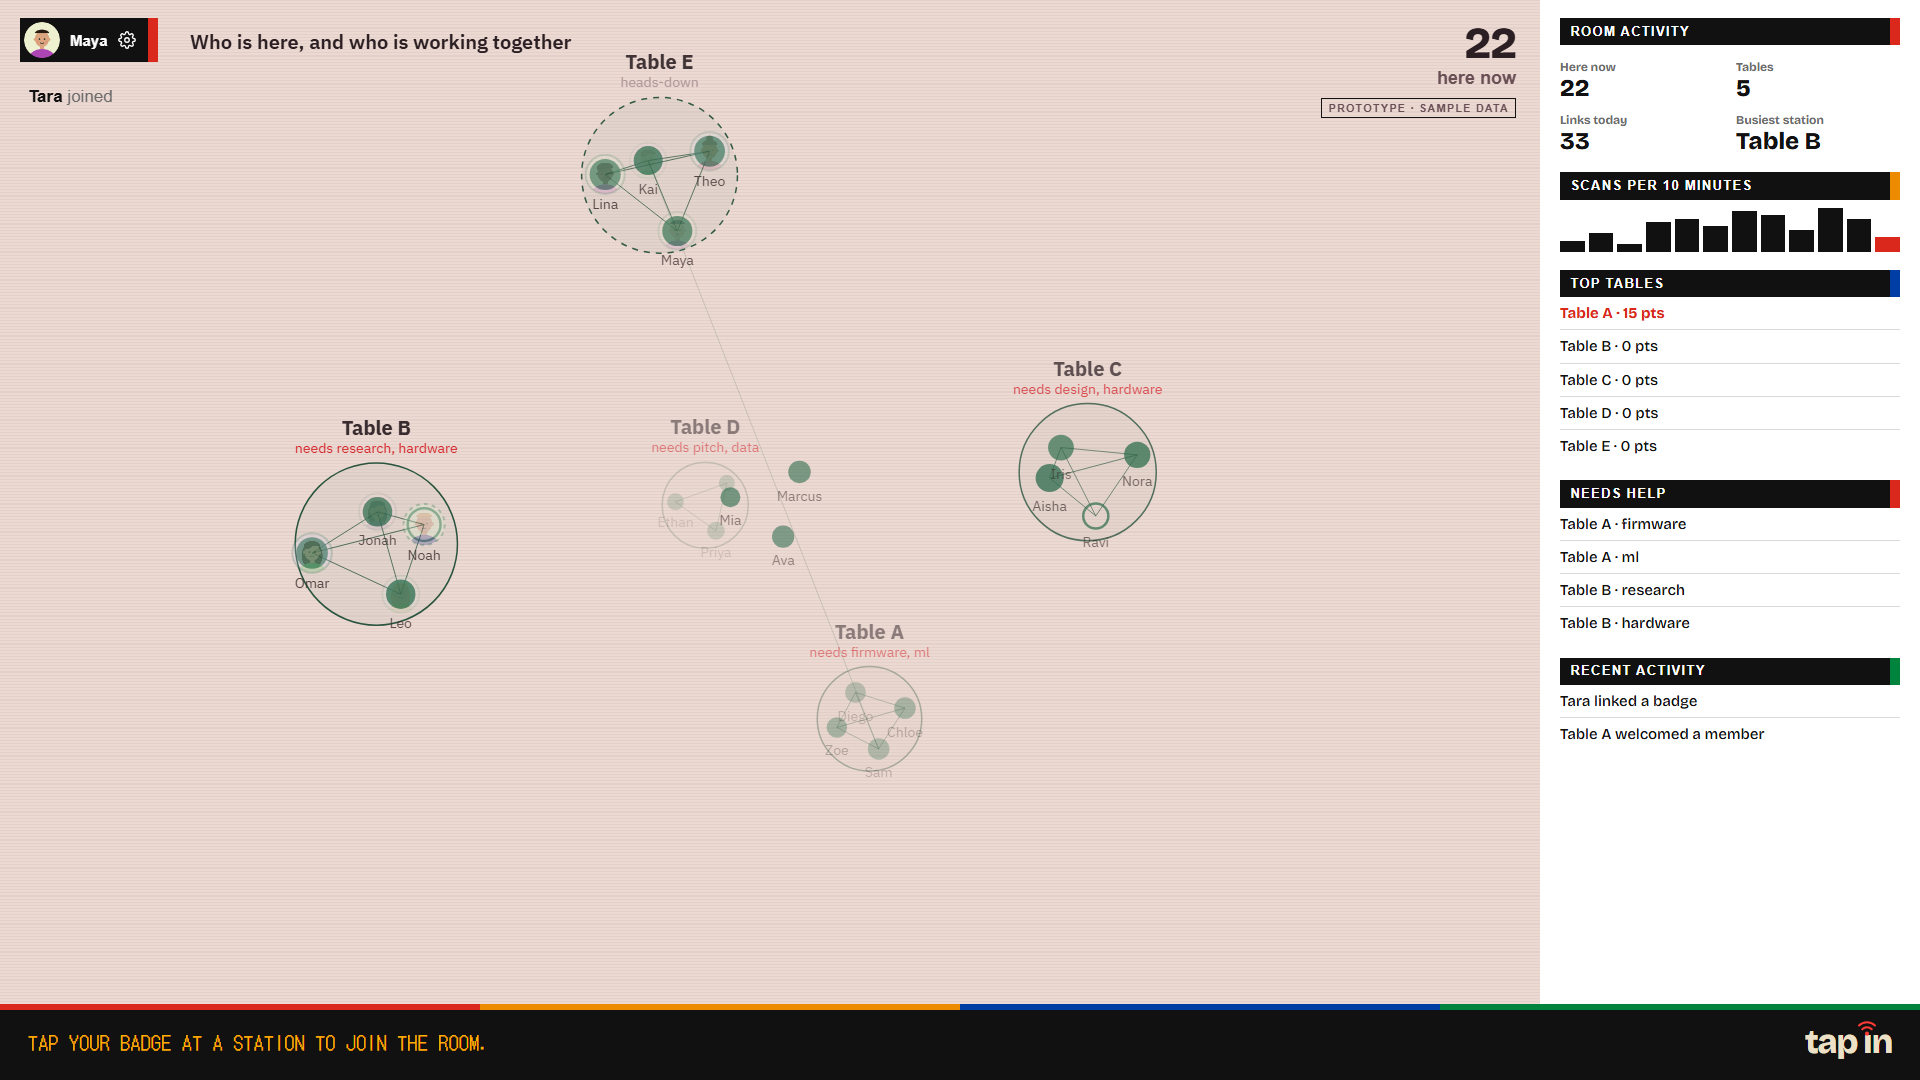 Maya
Who is here, and who is working together
Tara joined
22
here now
PROTOTYPE · SAMPLE DATA
Table E
heads-down
Kai
Theo
Lina
Maya
Table C
needs design, hardware
Iris
Nora
Aisha
Ravi
Table B
needs research, hardware
Jonah
Noah
Omar
Leo
Table D
needs pitch, data
Marcus
Ethan
Mia
Priya
Ava
Table A
needs firmware, ml
Diego
Chloe
Zoe
Sam
ROOM ACTIVITY
Here now
Tables
22
5
Links today
Busiest station
33
Table B
SCANS PER 10 MINUTES
TOP TABLES
Table A · 15 pts
Table B · 0 pts
Table C · 0 pts
Table D · 0 pts
Table E · 0 pts
NEEDS HELP
Table A · firmware
Table A · ml
Table B · research
Table B · hardware
RECENT ACTIVITY
Tara linked a badge
Table A welcomed a member
TAP YOUR BADGE AT A STATION TO JOIN THE ROOM.
tap in